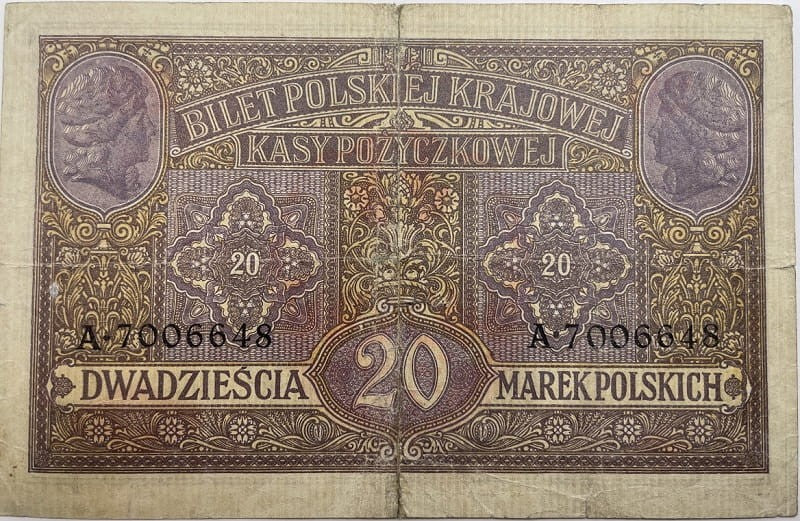 BILET POLSKIEJ KRAJOWEJ
KASY POŻYCZKOWEJ
20 20
A·7006648 A·7006648
DWADZIEŚCIA 20 MAREK POLSKICH